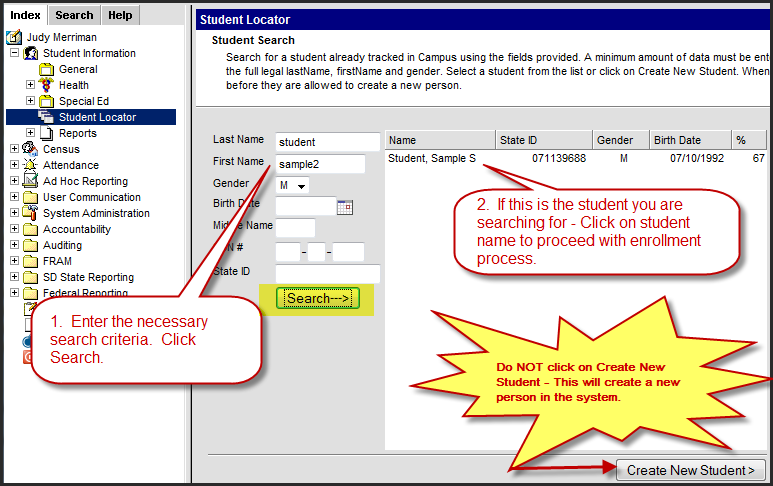 Index Search Help
Judy Merriman
Student Information
General
Health
Special Ed
Student Locator
Reports
Census
Attendance
Ad Hoc Reporting
User Communication
System Administration
Accountability
Auditing
FRAM
SD State Reporting
Federal Reporting
Student Locator
Student Search
Search for a student already tracked in Campus using the fields provided. A minimum amount of data must be ent
the full legal lastName, firstName and gender. Select a student from the list or click on Create New Student. When
before they are allowed to create a new person.
Last Name student
First Name sample2
Gender M
Birth Date
Name
N #
State ID
Search--->
Name State ID Gender Birth Date %
Student, Sample S 071139688 M 07/10/1992 67
1. Enter the necessary
search criteria. Click
Search.
2. If this is the student you are
searching for - Click on student
name to proceed with enrollment
process.
Do NOT click on Create New
Student - This will create a new
person in the system.
Create New Student >